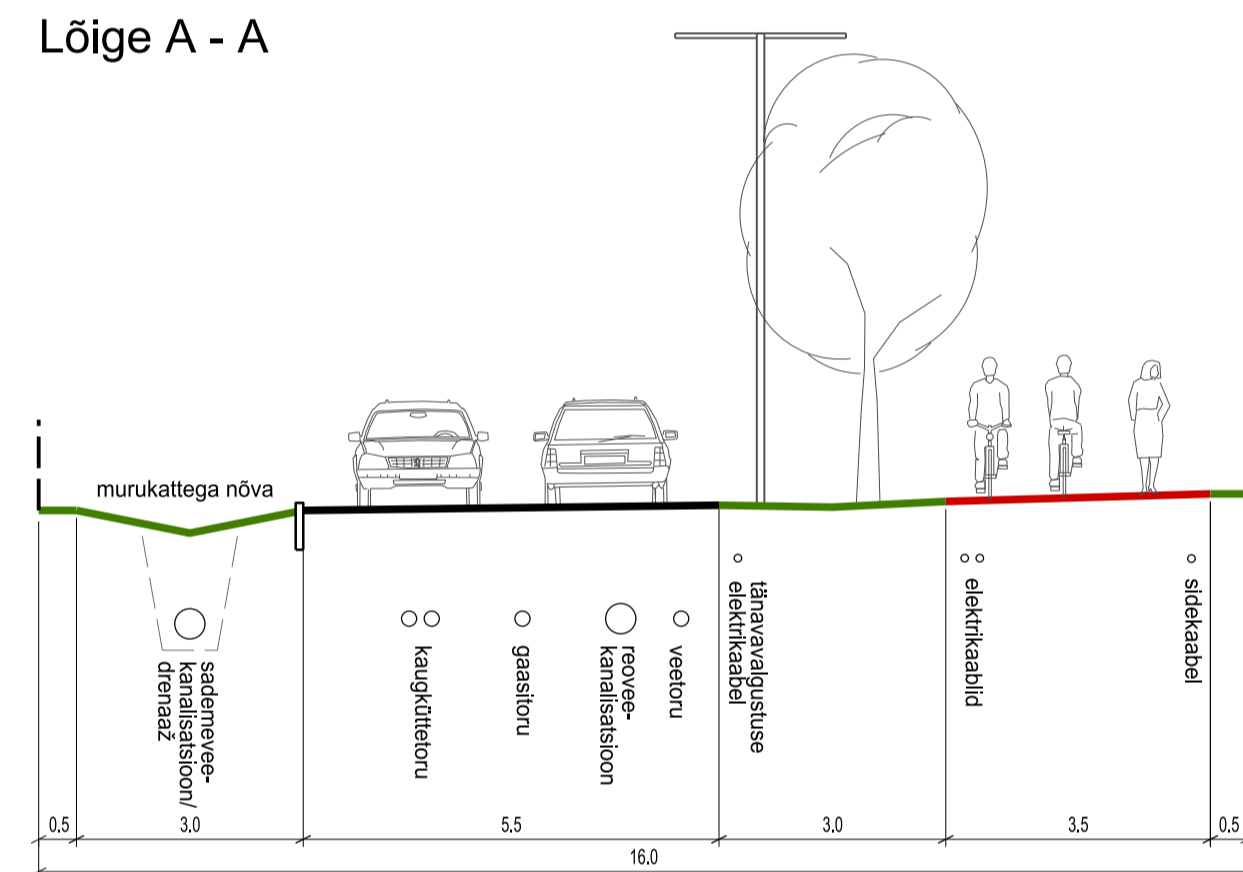 Lõige A - A
murukattega nõva
sademevee-
kanalisatsioon/
drenaaž
kaugküttetoru
gaasitoru
reovee-
kanalisatsioon
veetoru
tänavavalgustuse
elektrikaabel
elektrikaablid
sidekaabel
0.5
3.0
5.5
3.0
3.5
0.5
16.0